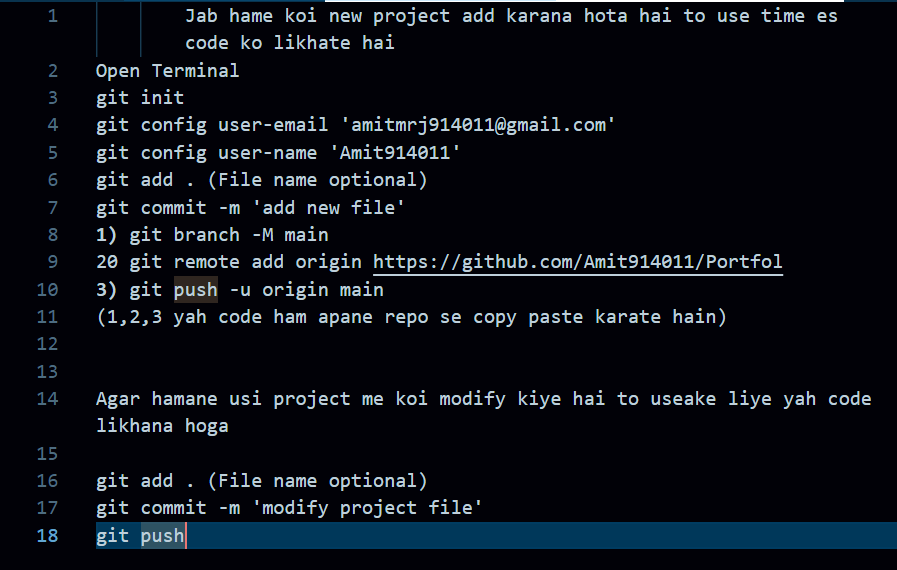 1 Jab hame koi new project add karana hota hai to use time es
code ko likhate hai
2 Open Terminal
3 git init
4 git config user-email 'amitmrj914011@gmail.com'
5 git config user-name 'Amit914011'
6 git add . (File name optional)
7 git commit -m 'add new file'
8 1) git branch -M main
9 20 git remote add origin https://github.com/Amit914011/Portfol
10 3) git push -u origin main
11 (1,2,3 yah code ham apane repo se copy paste karate hain)
12
13
14 Agar hamane usi project me koi modify kiye hai to useake liye yah code
likhana hoga
15
16 git add . (File name optional)
17 git commit -m 'modify project file'
18 git push